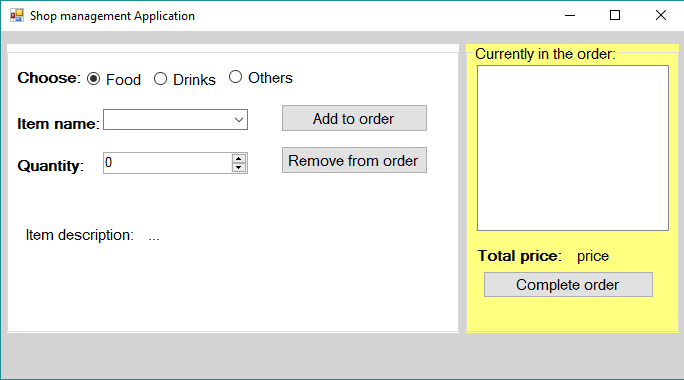 Shop management Application
Choose: Food Drinks Others
Item name:
Add to order
Quantity: 0
Remove from order
Item description: ...
Currently in the order:
Total price: price
Complete order